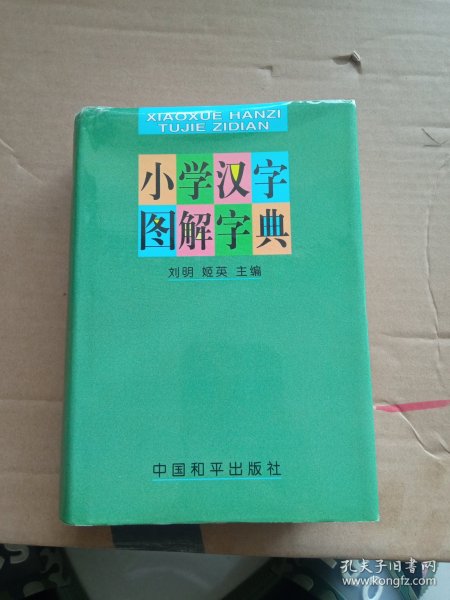 XIAOXUE HANZI
TUJIE ZIDIAN
小学汉字
图解字典
刘明 姬英 主编
中国和平出版社
孔夫子旧书网
www.kongfz.com